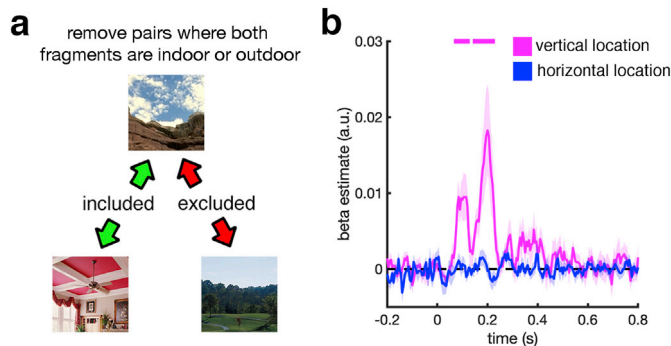 a
remove pairs where both
fragments are indoor or outdoor
included
excluded
b
vertical location
horizontal location
beta estimate (a.u.)
0.03
0.02
0.01
0
-0.2
0
0.2
0.4
0.6
0.8
time (s)